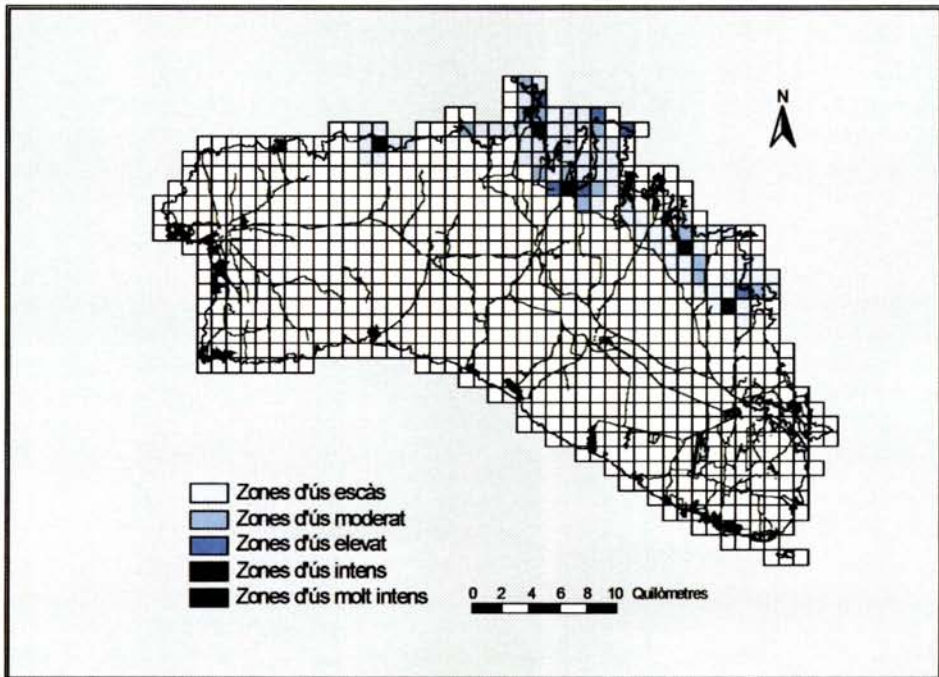 N
Zones d'ús escàs
Zones d'ús moderat
Zones d'ús elevat
Zones d'ús intens
Zones d'ús molt intens
0 2 4 6 8 10 Quilòmetres